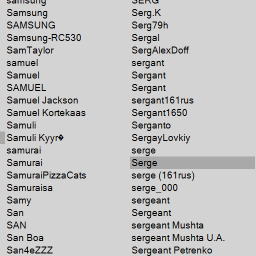 samsung
Samsung
SAMSUNG
Samsung-RC530
SamTaylor
samuel
Samuel
SAMUEL
Samuel Jackson
Samuel Kortekaas
Samuli
Samuli Kyyr�
samurai
Samurai
SamuraiPizzaCats
Samuraisa
Samy
San
SAN
San Boa
San4eZZZ
SERG
Serg.K
Serg79h
Sergal
SergAlexDoff
sergant
Sergant
sergant
Sergant161rus
Sergant1650
Serganto
SergayLovkiy
serge
Serge
serge (161rus)
serge_000
sergeant
Sergeant
sergeant Mushta
sergeant Mushta U.A.
Sergeant Petrenko